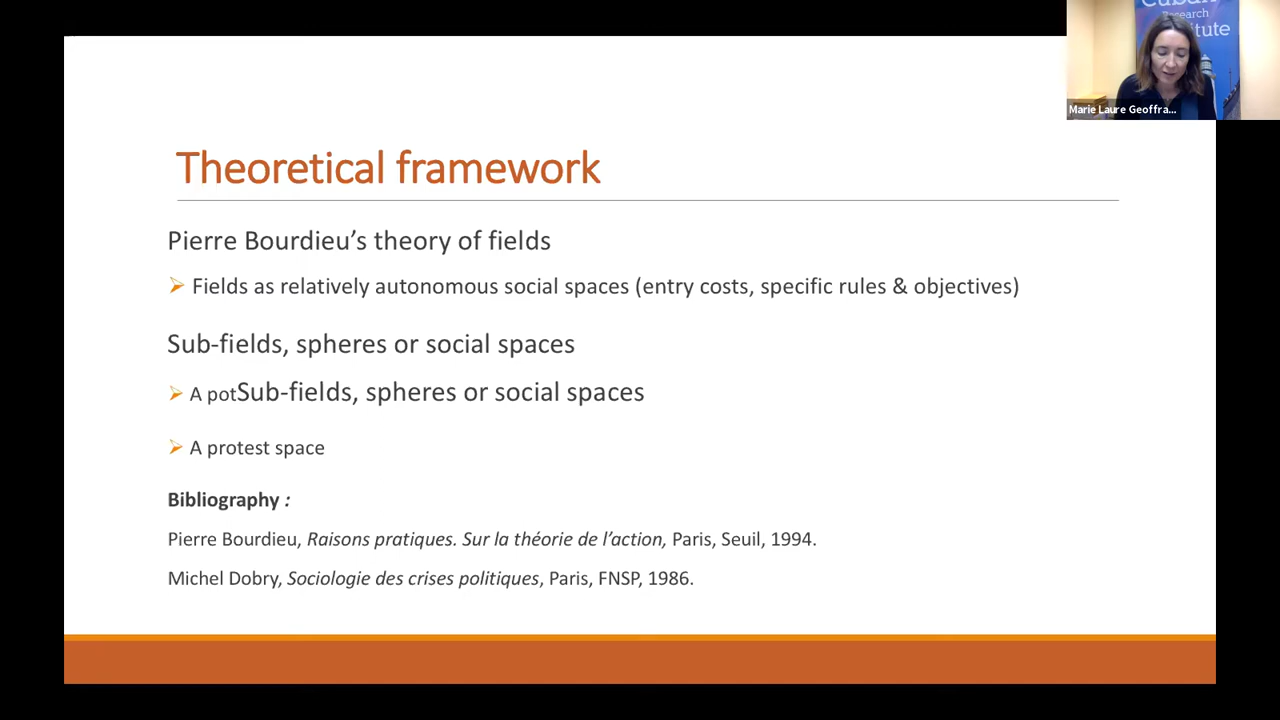 Cuban
Research
Institute
Marie Laure Geoffra...
Theoretical framework
Pierre Bourdieu’s theory of fields
➢ Fields as relatively autonomous social spaces (entry costs, specific rules & objectives)
Sub-fields, spheres or social spaces
➢ A potSub-fields, spheres or social spaces
➢ A protest space
Bibliography :
Pierre Bourdieu, Raisons pratiques. Sur la théorie de l’action, Paris, Seuil, 1994.
Michel Dobry, Sociologie des crises politiques, Paris, FNSP, 1986.